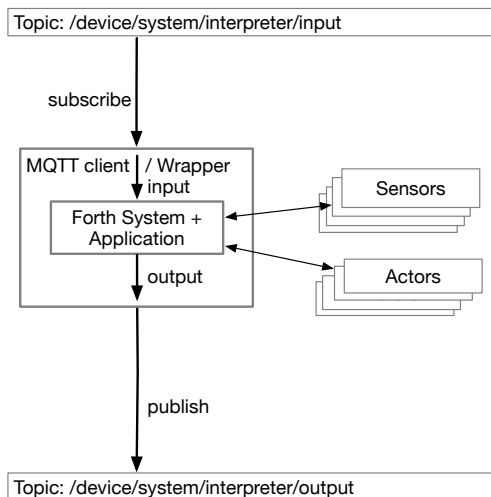 Topic: /device/system/interpreter/input
subscribe
MQTT client / Wrapper
input
Forth System +
Application
Sensors
output
Actors
publish
Topic: /device/system/interpreter/output